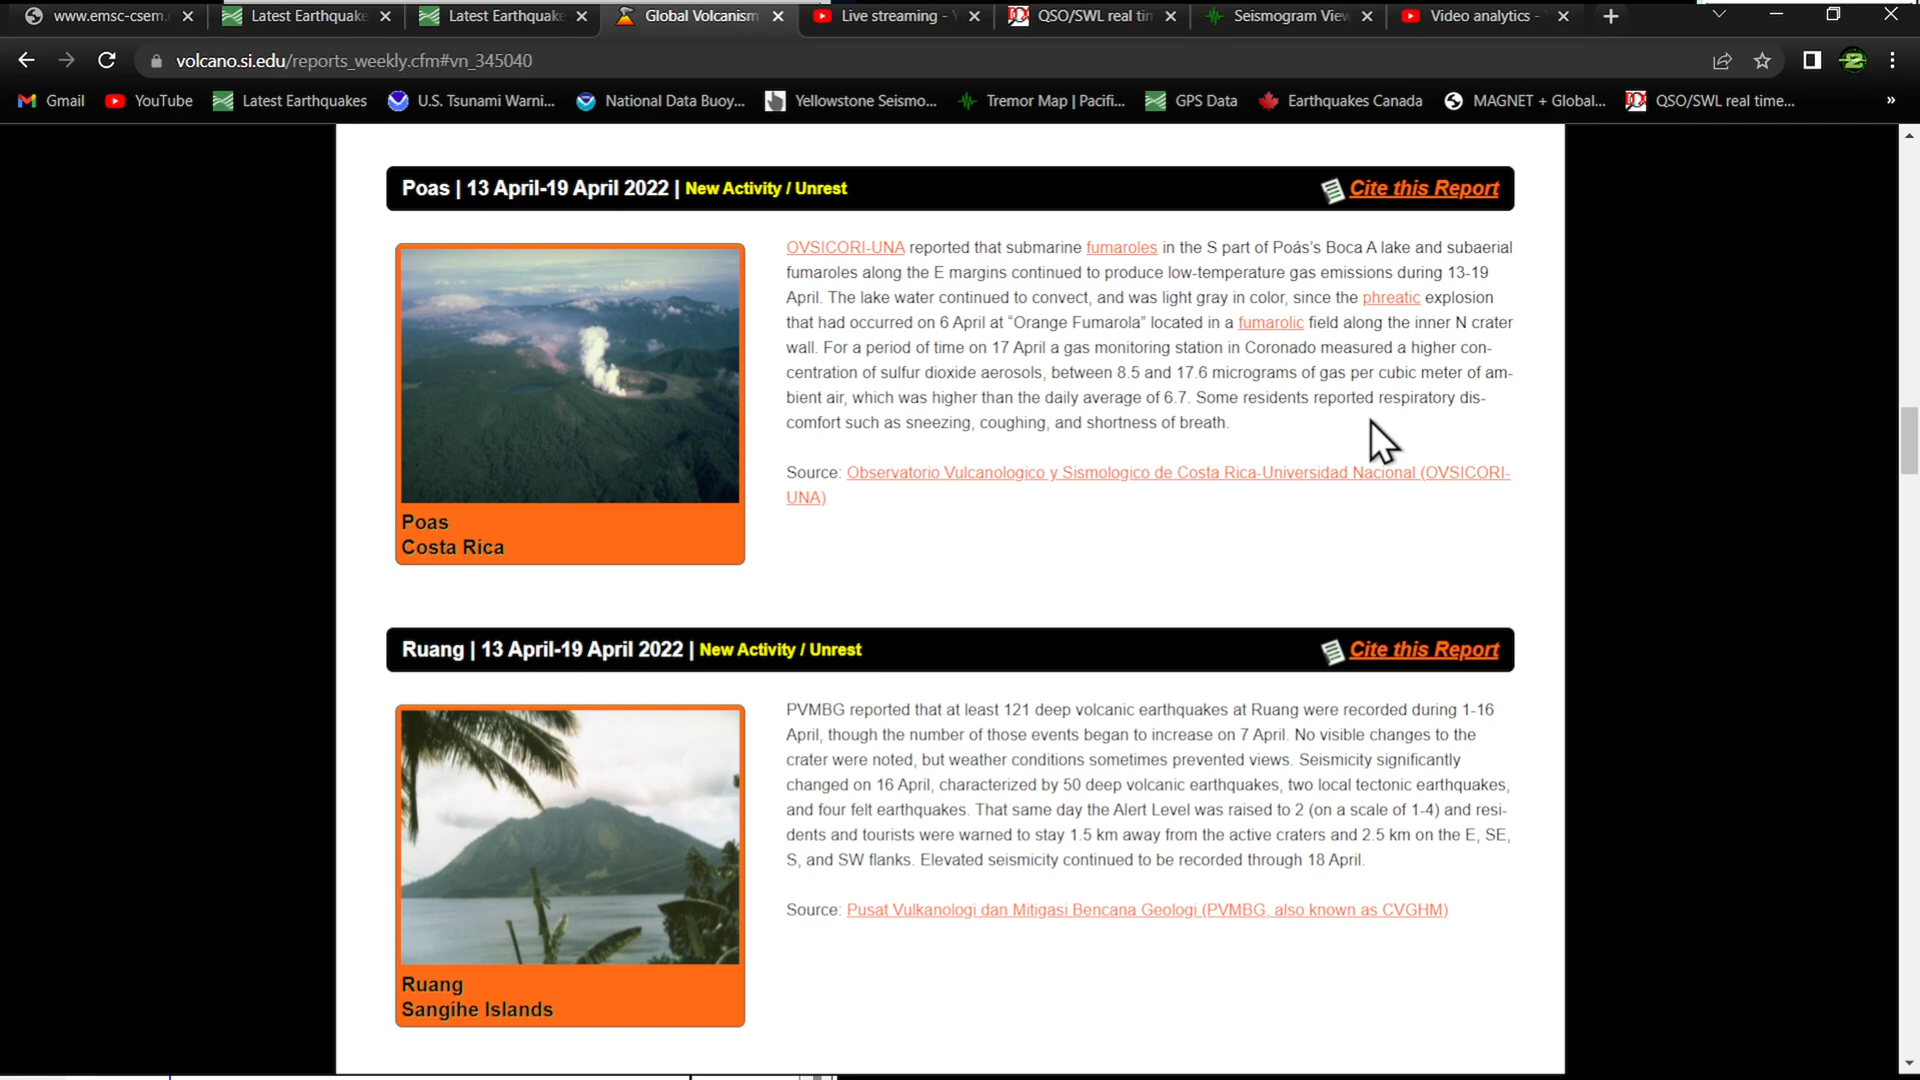 www.emsc-csem.
Latest Earthquake
Latest Earthquake
Global Volcanism
Live streaming -
QSO/SWL real tim
Seismogram View
Video analytics -
volcano.si.edu/reports_weekly.cfm#vn_345040
Gmail
YouTube
Latest Earthquakes
U.S. Tsunami Warni...
National Data Buoy...
Yellowstone Seismo...
Tremor Map | Pacifi...
GPS Data
Earthquakes Canada
MAGNET + Global...
QSO/SWL real time...
»
Poas | 13 April-19 April 2022 | New Activity / Unrest
Cite this Report
OVSICORI-UNA reported that submarine fumaroles in the S part of Poás's Boca A lake and subaerial
fumaroles along the E margins continued to produce low-temperature gas emissions during 13-19
April. The lake water continued to convect, and was light gray in color, since the phreatic explosion
that had occurred on 6 April at “Orange Fumarola” located in a fumarolic field along the inner N crater
wall. For a period of time on 17 April a gas monitoring station in Coronado measured a higher con-
centration of sulfur dioxide aerosols, between 8.5 and 17.6 micrograms of gas per cubic meter of am-
bient air, which was higher than the daily average of 6.7. Some residents reported respiratory dis-
comfort such as sneezing, coughing, and shortness of breath.
Source: Observatorio Vulcanologico y Sismologico de Costa Rica-Universidad Nacional (OVSICORI-
UNA)
Poas
Costa Rica
Ruang | 13 April-19 April 2022 | New Activity / Unrest
Cite this Report
PVMBG reported that at least 121 deep volcanic earthquakes at Ruang were recorded during 1-16
April, though the number of those events began to increase on 7 April. No visible changes to the
crater were noted, but weather conditions sometimes prevented views. Seismicity significantly
changed on 16 April, characterized by 50 deep volcanic earthquakes, two local tectonic earthquakes,
and four felt earthquakes. That same day the Alert Level was raised to 2 (on a scale of 1-4) and resi-
dents and tourists were warned to stay 1.5 km away from the active craters and 2.5 km on the E, SE,
S, and SW flanks. Elevated seismicity continued to be recorded through 18 April.
Source: Pusat Vulkanologi dan Mitigasi Bencana Geologi (PVMBG, also known as CVGHM)
Ruang
Sangihe Islands